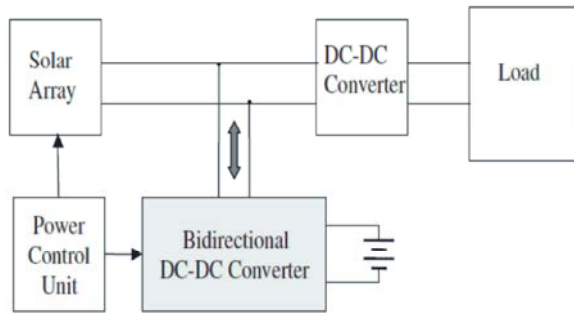 Solar
Array
DC-DC
Converter
Load
Power
Control
Unit
Bidirectional
DC-DC Converter